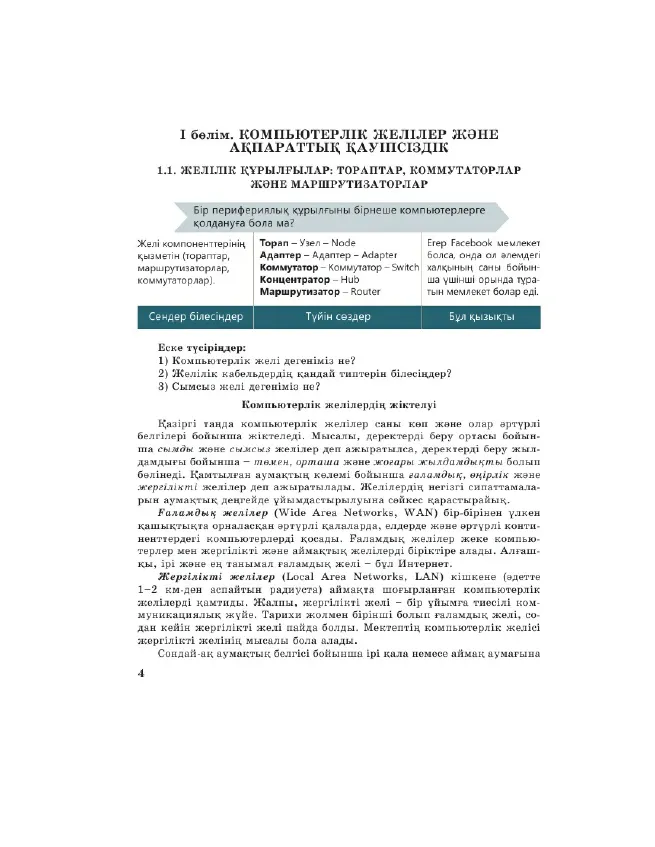 І бөлім. КОМПЬЮТЕРЛІК ЖЕЛІЛЕР ЖӘНЕ
АҚПАРАТТЫҚ ҚАУІПСІЗДІК
1.1. ЖЕЛІЛІК ҚҰРЫЛҒЫЛАР: ТОРАПТАР, КОММУТАТОРЛАР
ЖӘНЕ МАРШРУТИЗАТОРЛАР
Бір перифериялық құрылғыны бірнеше компьютерлерге
қолдануға бола ма?
Желі компоненттерінің
қызметін (тораптар,
маршрутизаторлар,
коммутаторлар).
Сендер білесіңдер
Торап – Узел – Node
Адаптер – Адаптер – Adapter
Коммутатор – Коммутатор – Switch
Концентратор – Hub
Маршрутизатор – Router
Түйін сөздер
Егер Facebook мемлекет
болса, онда ол әлемдегі
халқының саны бойын-
ша үшінші орында тұра-
тын мемлекет болар еді.
Бұл қызықты
Еске түсіріңдер:
1) Компьютерлік желі дегеніміз не?
2) Желілік кабельдердің қандай типтерін білесіңдер?
3) Сымсыз желі дегеніміз не?
Компьютерлік желілердің жіктелуі
Қазіргі таңда компьютерлік желілер саны көп және олар әртүрлі
белгілері бойынша жіктеледі. Мысалы, деректерді беру ортасы бойын-
ша сымды және сымсыз желілер деп ажыратылса, деректерді беру жыл-
дамдығы бойынша – төмен, орташа және жоғары жылдамдықты болып
бөлінеді. Қамтылған аумақтың көлемі бойынша ғаламдық, өңірлік және
жергілікті желілер деп ажыратылады. Желілердің негізгі сипаттамала-
рын аумақтық деңгейде ұйымдастырылуына сәйкес қарастырайық.
Ғаламдық желілер (Wide Area Networks, WAN) бір-бірінен үлкен
қашықтықта орналасқан әртүрлі қалаларда, елдерде және әртүрлі конти-
ненттердегі компьютерлерді қосады. Ғаламдық желілер жеке компью-
терлер мен жергілікті және аймақтық желілерді біріктіре алады. Алғаш-
қы, ірі және ең танымал ғаламдық желі – бұл Интернет.
Жергілікті желілер (Local Area Networks, LAN) кішкене (әдетте
1–2 км-ден аспайтын радиуста) аймақта шоғырланған компьютерлік
желілерді қамтиды. Жалпы, жергілікті желі – бір ұйымға тиесілі ком-
муникациялық жүйе. Тарихи жолмен бірінші болып ғаламдық желі, со-
дан кейін жергілікті желі пайда болды. Мектептің компьютерлік желісі
жергілікті желінің мысалы бола алады.
Сондай-ақ аумақтық белгісі бойынша ірі қала немесе аймақ аумағына
4